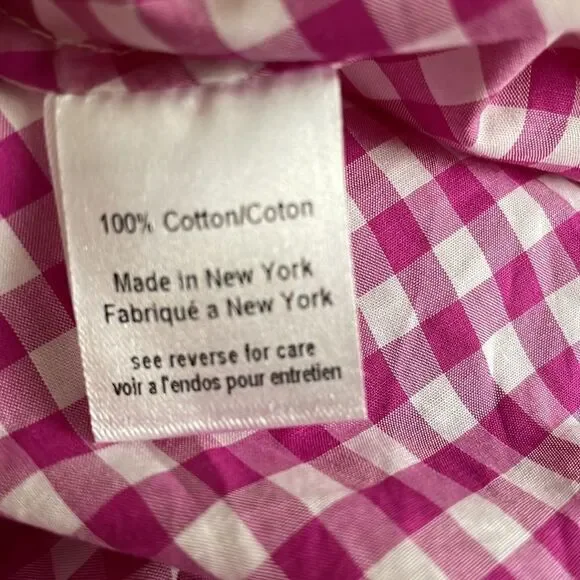 100% Cotton/Coton
Made in New York
Fabriqué a New York
see reverse for care
voir a l'endos pour entretien